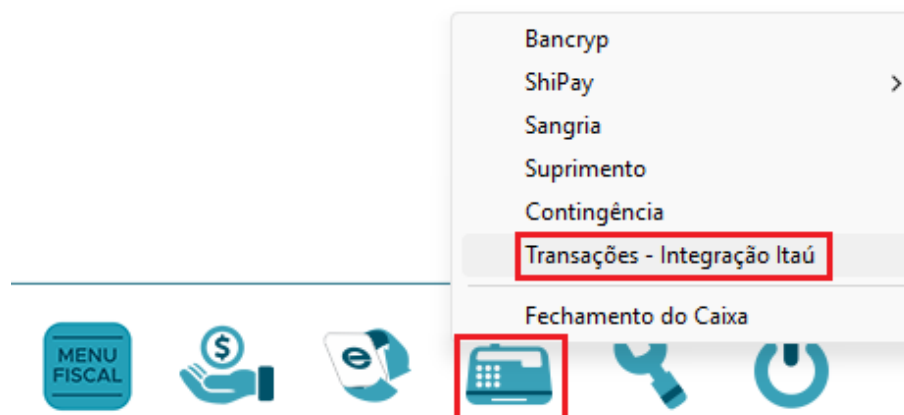 Bancryp
ShiPay
Sangria
Suprimento
Contingência
Transações - Integração Itaú
Fechamento do Caixa
MENU
FISCAL
$
e